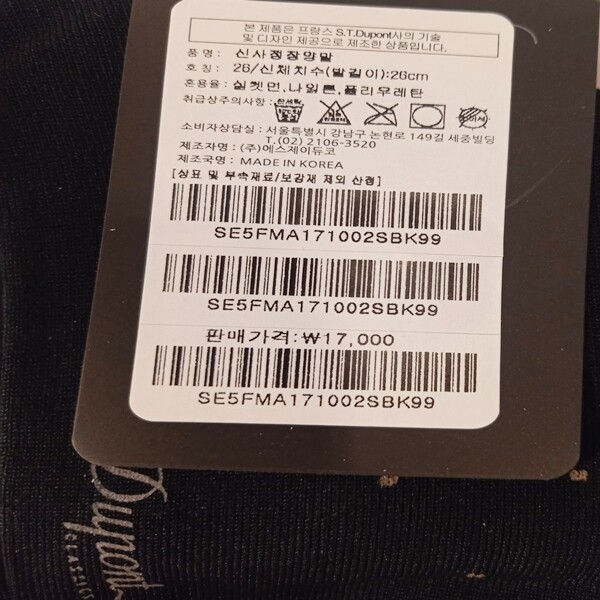 본 제품은 프랑스 S.T.Dupont사의 기술
및 디자인 제공으로 제조한 상품입니다.
품 명 : 신사정장양말
호 칭 : 26/신체치수(발길이):26cm
혼용율 : 실켓면,나일론,폴리우레탄
취급상주의사항 : 손세탁
소비자상담실 : 서울특별시 강남구 논현로 149길 세중빌딩
T.(02) 2106-3520
제조자명 : (주)에스제이듀코
제조국명 : MADE IN KOREA
[상표 및 부속재료/보강재 제외 산정]
SE5FMA171002SBK99
SE5FMA171002SBK99
판매가격:₩17,000
SE5FMA171002SBK99
Dupont
CLASSICS